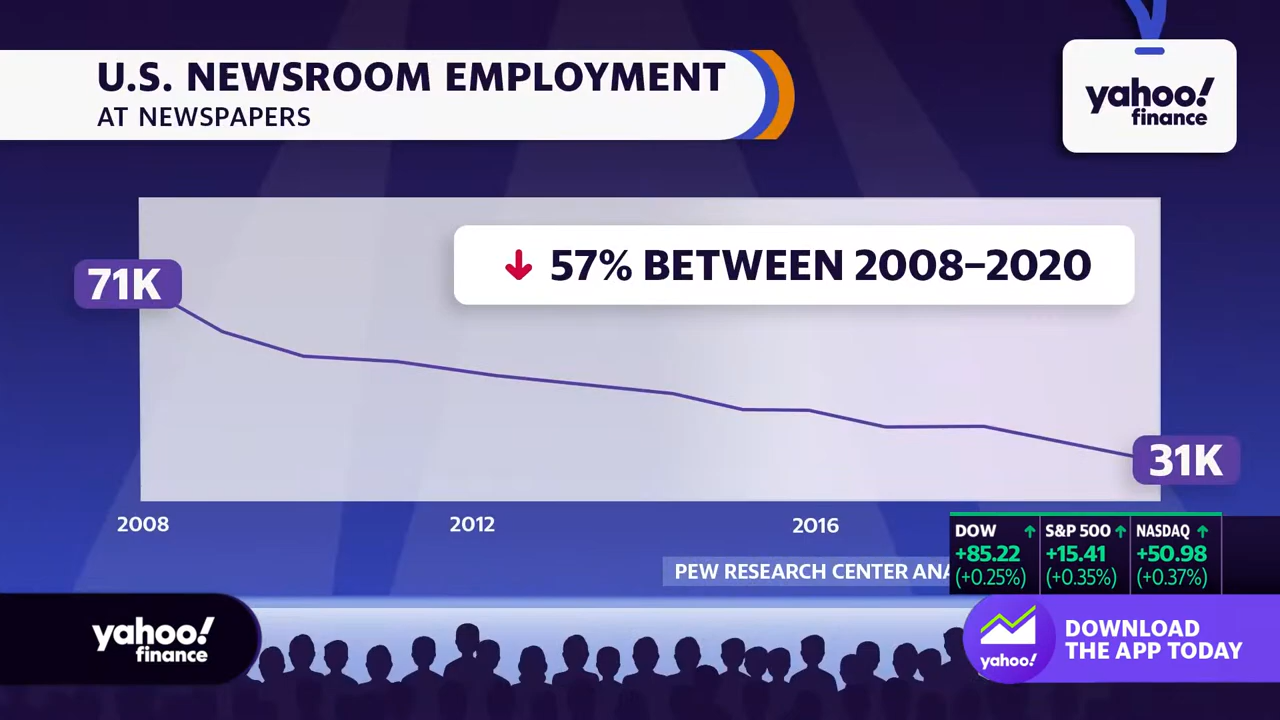 U.S. NEWSROOM EMPLOYMENT
AT NEWSPAPERS
yahoo!
finance
57% BETWEEN 2008–2020
71K
31K
2008
2012
2016
PEW RESEARCH CENTER ANA
DOW
+85.22
(+0.25%)
S&P 500
+15.41
(+0.35%)
NASDAQ
+50.98
(+0.37%)
yahoo!
finance
yahoo!
DOWNLOAD
THE APP TODAY